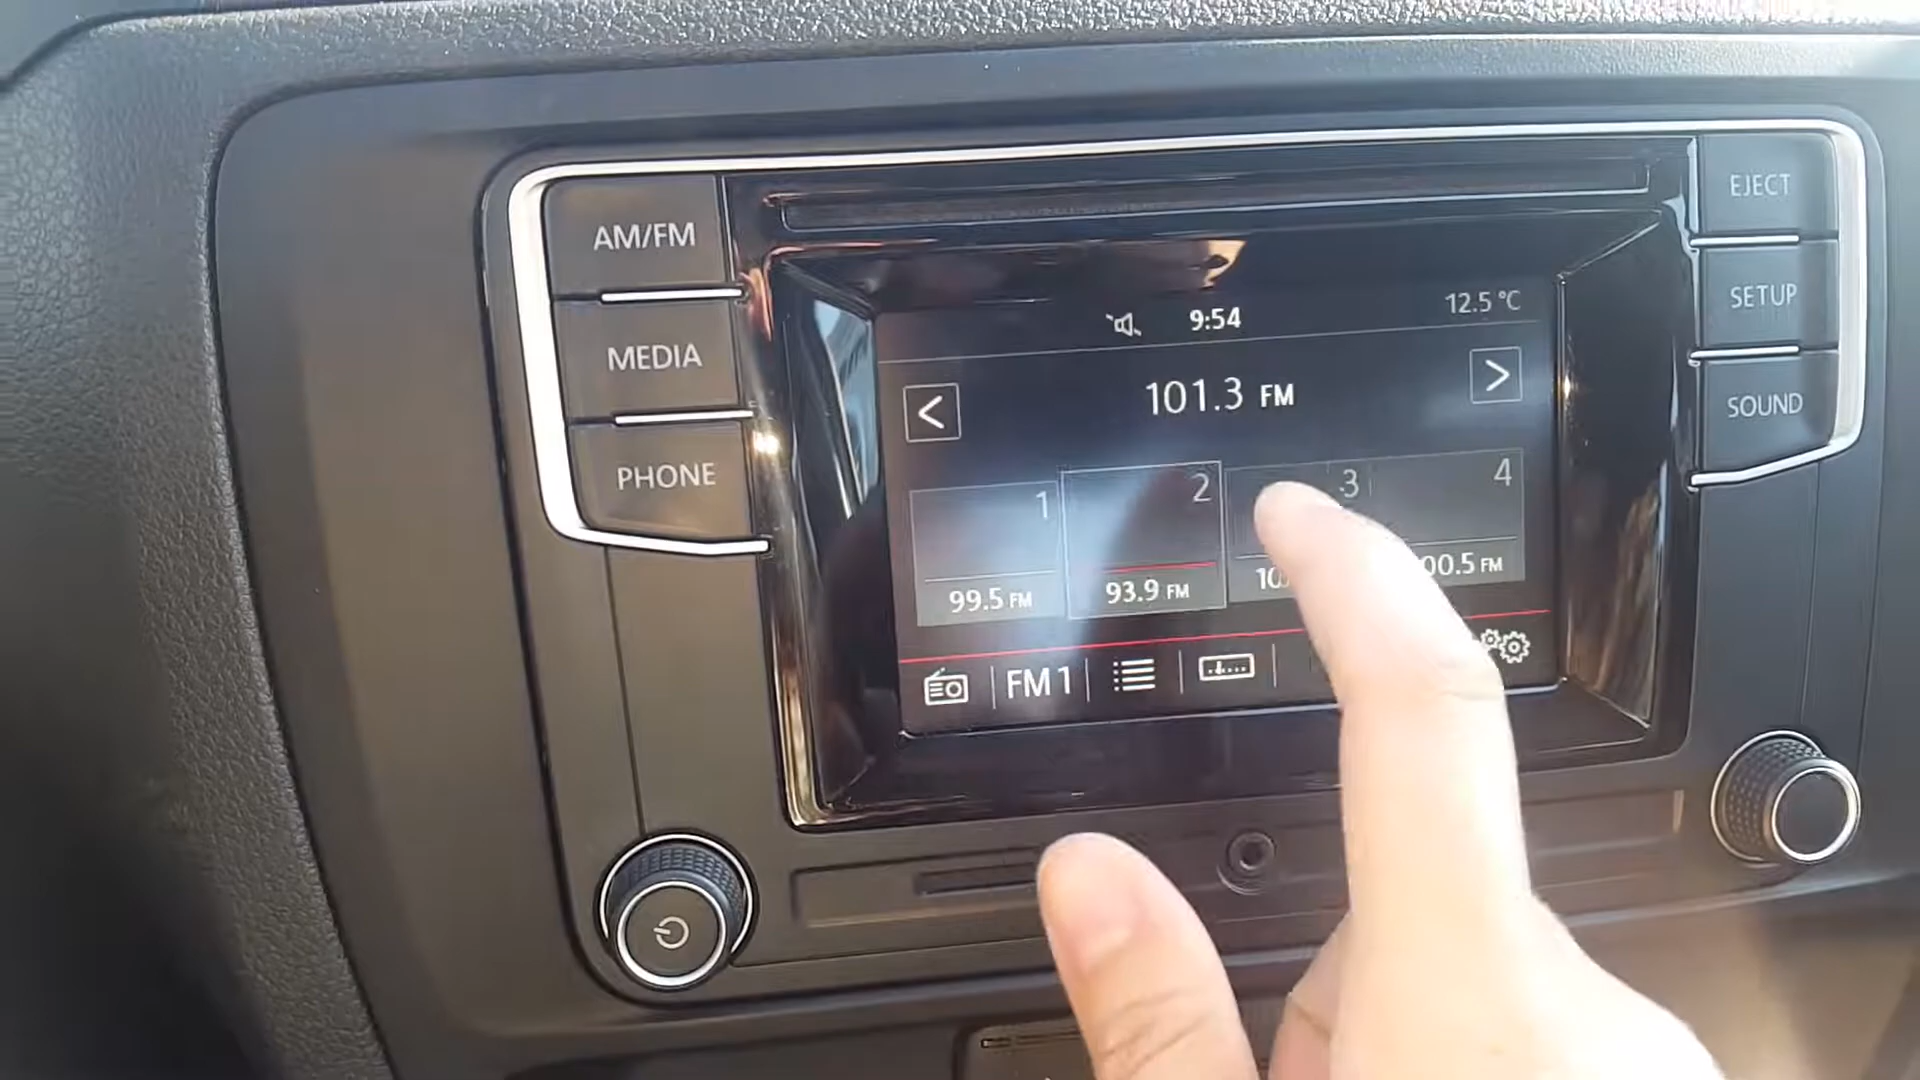 AM/FM
MEDIA
PHONE
EJECT
SETUP
SOUND
9:54
12.5 °C
<
101.3 FM
>
1
2
3
4
99.5 FM
93.9 FM
FM 1